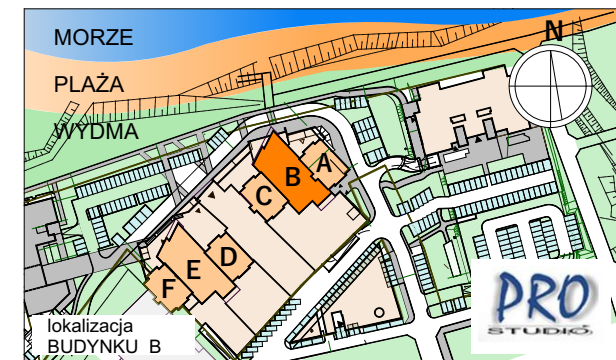 MORZE
N
PLAŻA
WYDMA
A
B
C
D
E
F
lokalizacja
BUDYNKU B
PRO
STUDIO